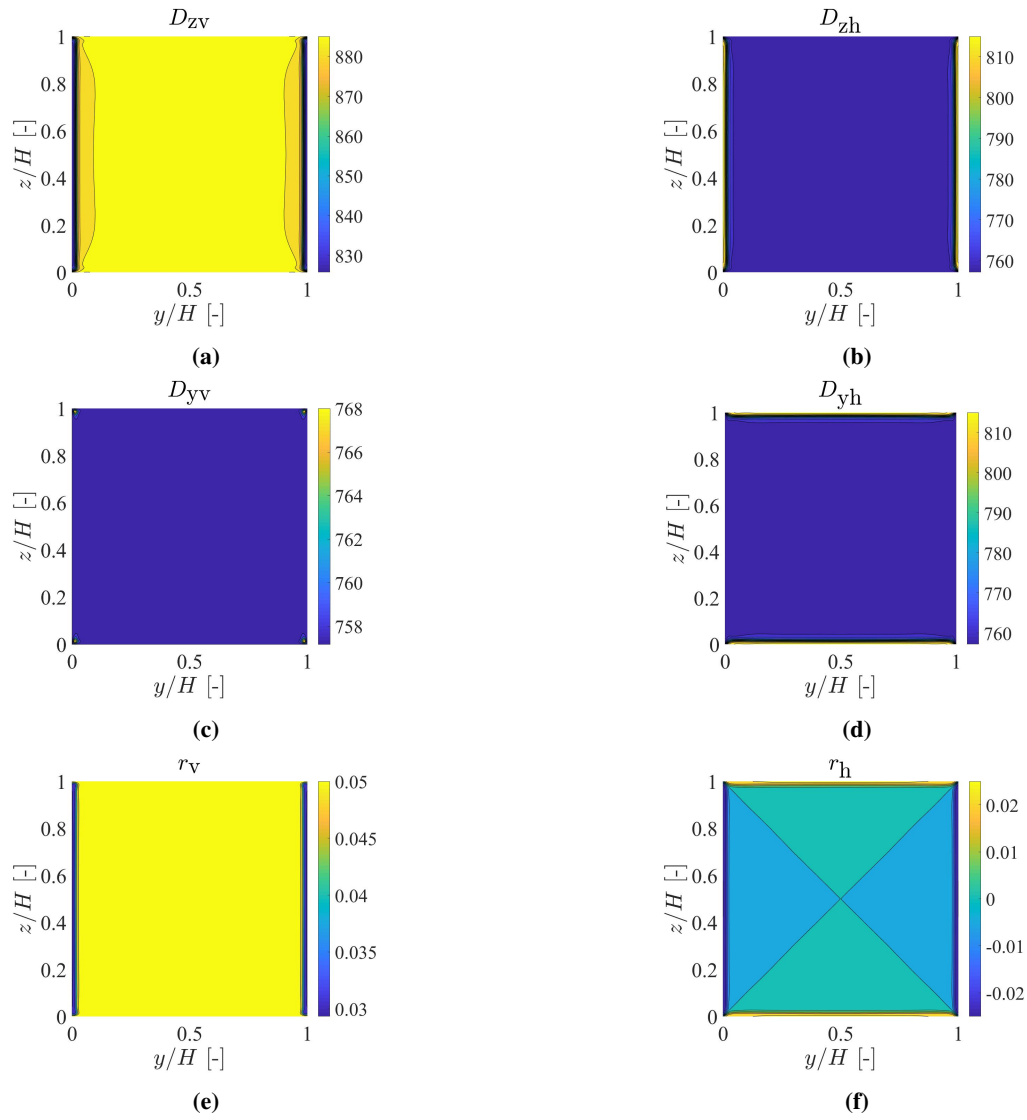 D_zv
1
0.8
0.6
0.4
0.2
0
z/H [-]
0 0.5 1
y/H [-]
880
870
860
850
840
830
(a)
D_zh
1
0.8
0.6
0.4
0.2
0
z/H [-]
0 0.5 1
y/H [-]
810
800
790
780
770
760
(b)
D_yv
1
0.8
0.6
0.4
0.2
0
z/H [-]
0 0.5 1
y/H [-]
768
766
764
762
760
758
(c)
D_yh
1
0.8
0.6
0.4
0.2
0
z/H [-]
0 0.5 1
y/H [-]
810
800
790
780
770
760
(d)
r_v
1
0.8
0.6
0.4
0.2
0
z/H [-]
0 0.5 1
y/H [-]
0.05
0.045
0.04
0.035
0.03
(e)
r_h
1
0.8
0.6
0.4
0.2
0
z/H [-]
0 0.5 1
y/H [-]
0.02
0.01
0
-0.01
-0.02
(f)